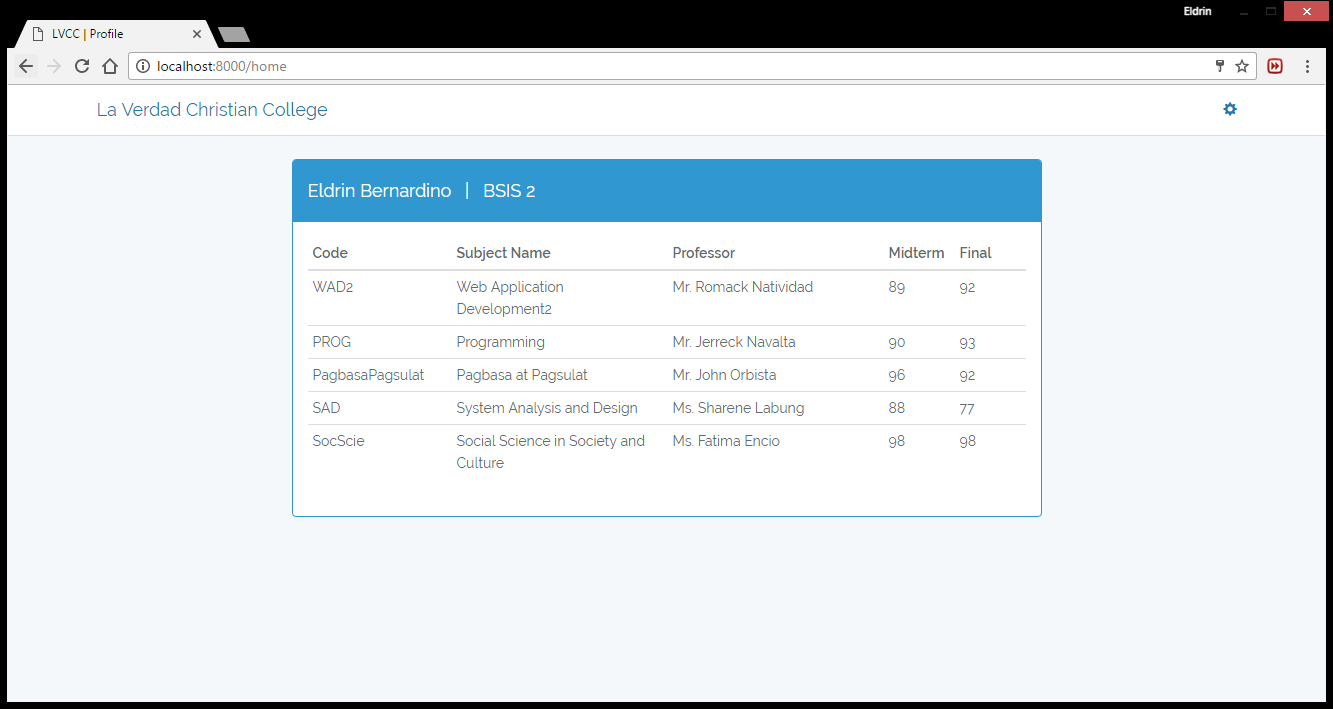 Eldrin
LVCC | Profile
localhost:8000/home
La Verdad Christian College
Eldrin Bernardino | BSIS 2
Code Subject Name Professor Midterm Final
WAD2 Web Application Mr. Romack Natividad 89 92
Development2
PROG Programming Mr. Jerreck Navalta 90 93
PagbasaPagsulat Pagbasa at Pagsulat Mr. John Orbista 96 92
SAD System Analysis and Design Ms. Sharene Labung 88 77
SocScie Social Science in Society and Ms. Fatima Encio 98 98
Culture